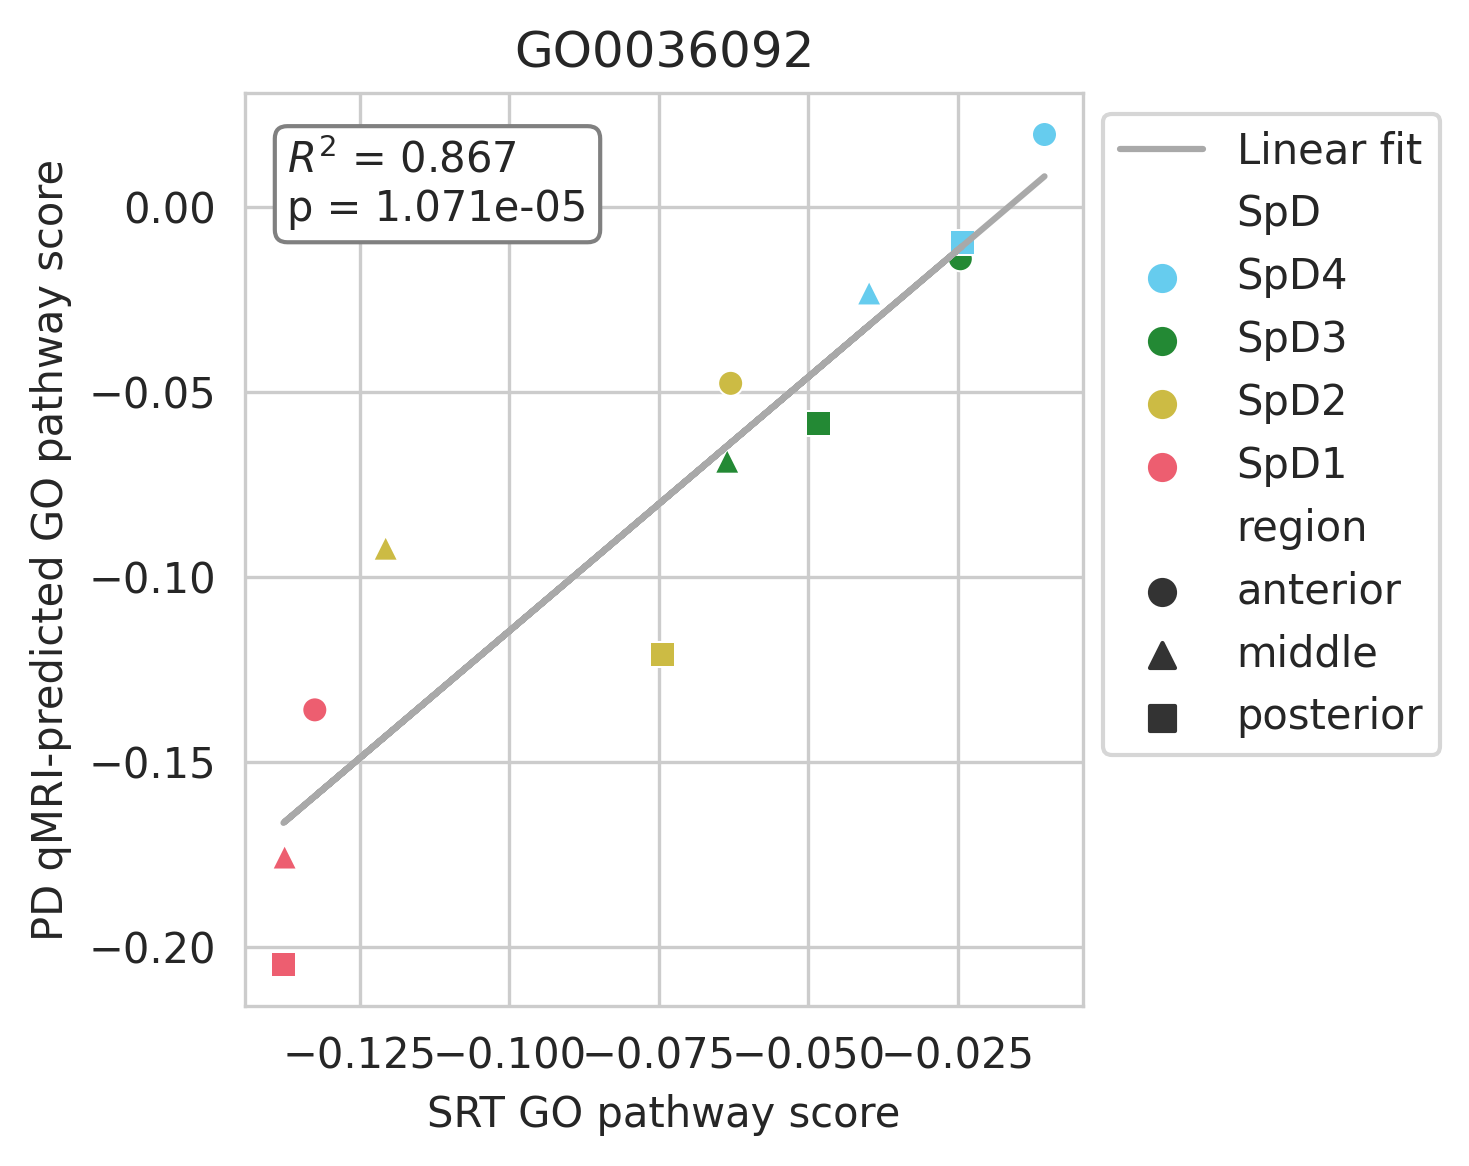 GO0036092
R² = 0.867
p = 1.071e-05
PD qMRI-predicted GO pathway score
0.00
−0.05
−0.10
−0.15
−0.20
−0.125
−0.100
−0.075
−0.050
−0.025
SRT GO pathway score
Linear fit
SpD
SpD4
SpD3
SpD2
SpD1
region
anterior
middle
posterior